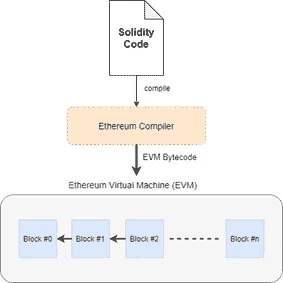 Solidity
Code
compile
Ethereum Compiler
EVM Bytecode
Ethereum Virtual Machine (EVM)
Block #0 Block #1 Block #2 Block #n